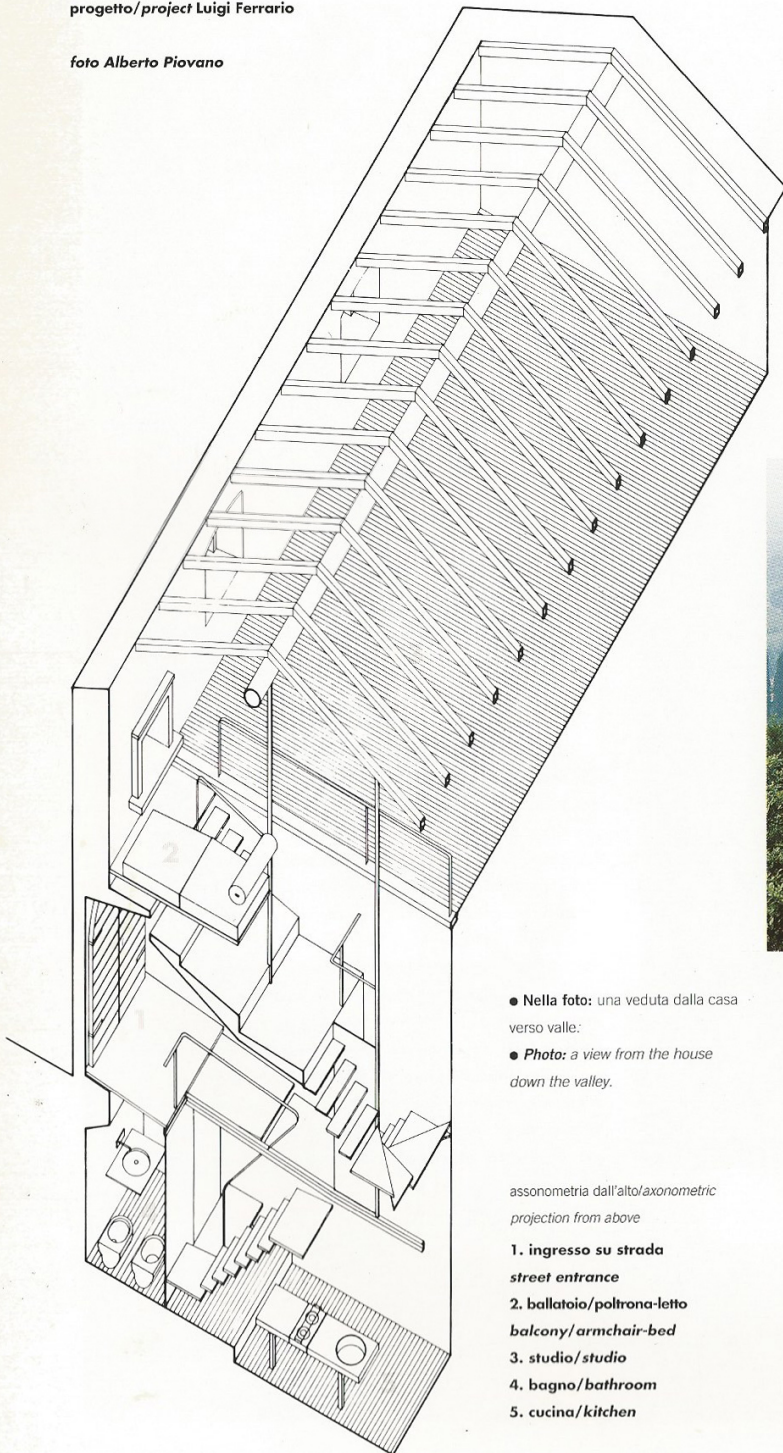 progetto/project Luigi Ferrario
foto Alberto Piovano
2
1
● Nella foto: una veduta dalla casa
verso valle.
● Photo: a view from the house
down the valley.
assonometria dall'alto/axonometric
projection from above
1. ingresso su strada
street entrance
2. ballatoio/poltrona-letto
balcony/armchair-bed
3. studio/studio
4. bagno/bathroom
5. cucina/kitchen